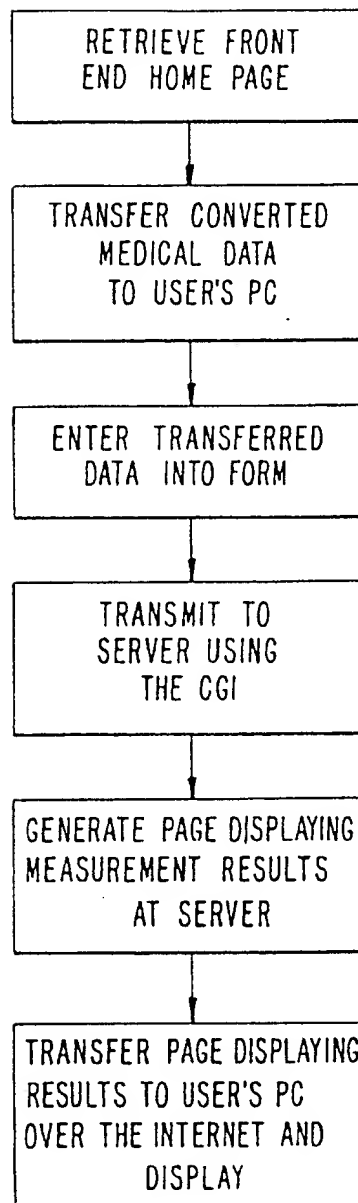 RETRIEVE FRONT
END HOME PAGE
TRANSFER CONVERTED
MEDICAL DATA
TO USER'S PC
ENTER TRANSFERRED
DATA INTO FORM
TRANSMIT TO
SERVER USING
THE CGI
GENERATE PAGE DISPLAYING
MEASUREMENT RESULTS
AT SERVER
TRANSFER PAGE DISPLAYING
RESULTS TO USER'S PC
OVER THE INTERNET AND
DISPLAY